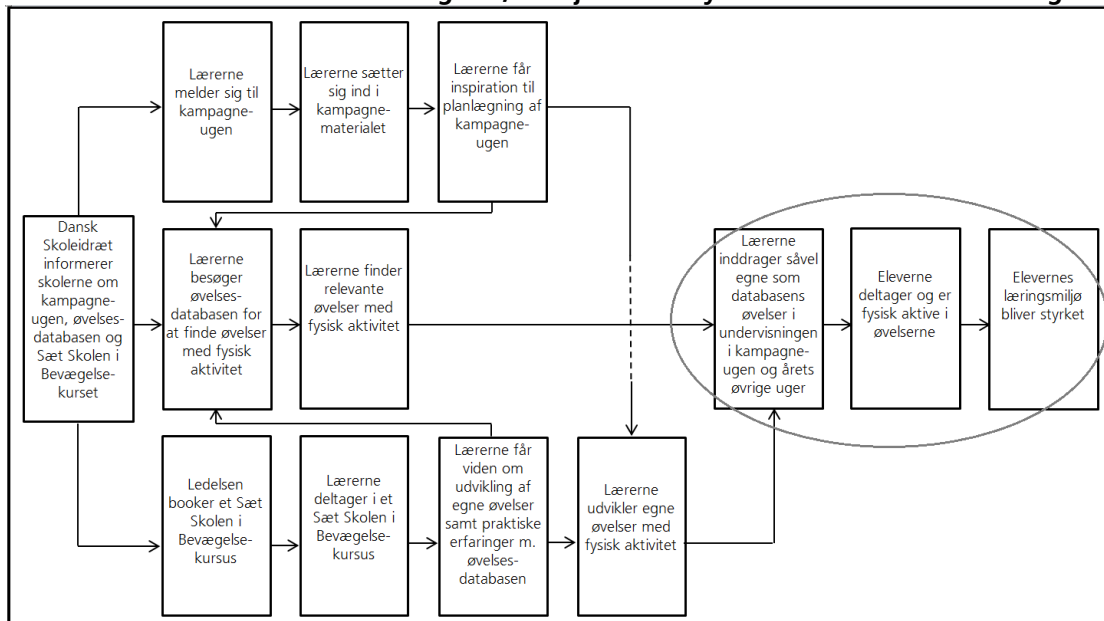 Lærerne
melder sig til
kampagne-
ugen
Lærerne sætter
sig ind i
kampagne-
materialet
Lærerne får
inspiration til
planlægning af
kampagne-
ugen
Dansk
Skoleidræt
informerer
skolerne om
kampagne-
ugen, øvelses-
databasen og
Sæt Skolen i
Bevægelse-
kurset
Lærerne
besøger
øvelses-
databasen for
at finde øvelser
med fysisk
aktivitet
Lærerne finder
relevante
øvelser med
fysisk aktivitet
Lærerne
inddrager såvel
egne som
databasens
øvelser i
undervisningen
i kampagne-
ugen og årets
øvrige uger
Eleverne
deltager og er
fysisk aktive i
øvelserne
Elevernes
læringsmiljø
bliver styrket
Ledelsen
booker et Sæt
Skolen i
Bevægelse-
kursus
Lærerne
deltager i et
Sæt Skolen i
Bevægelse-
kursus
Lærerne får
viden om
udvikling af
egne øvelser
samt praktiske
erfaringer m.
øvelses-
databasen
Lærerne
udvikler egne
øvelser med
fysisk aktivitet